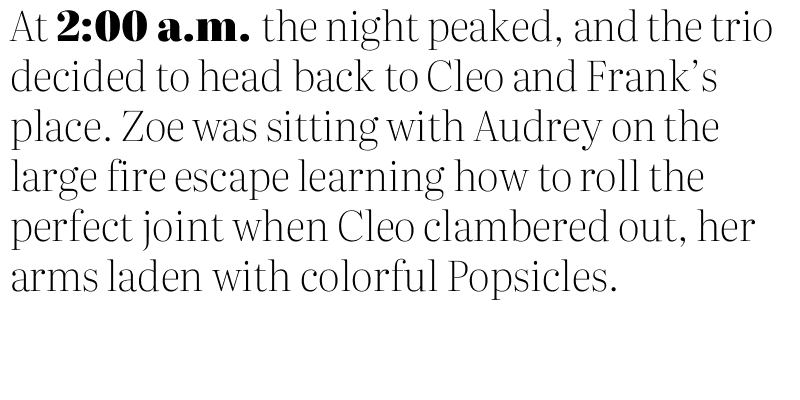 At 2:00 a.m. the night peaked, and the trio
decided to head back to Cleo and Frank’s
place. Zoe was sitting with Audrey on the
large fire escape learning how to roll the
perfect joint when Cleo clambered out, her
arms laden with colorful Popsicles.